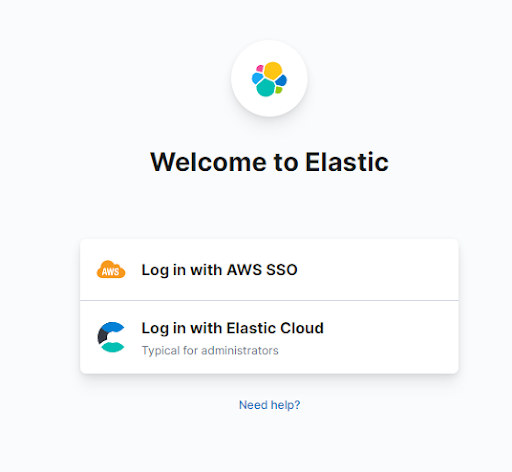 Welcome to Elastic
AWS
Log in with AWS SSO
Log in with Elastic Cloud
Typical for administrators
Need help?